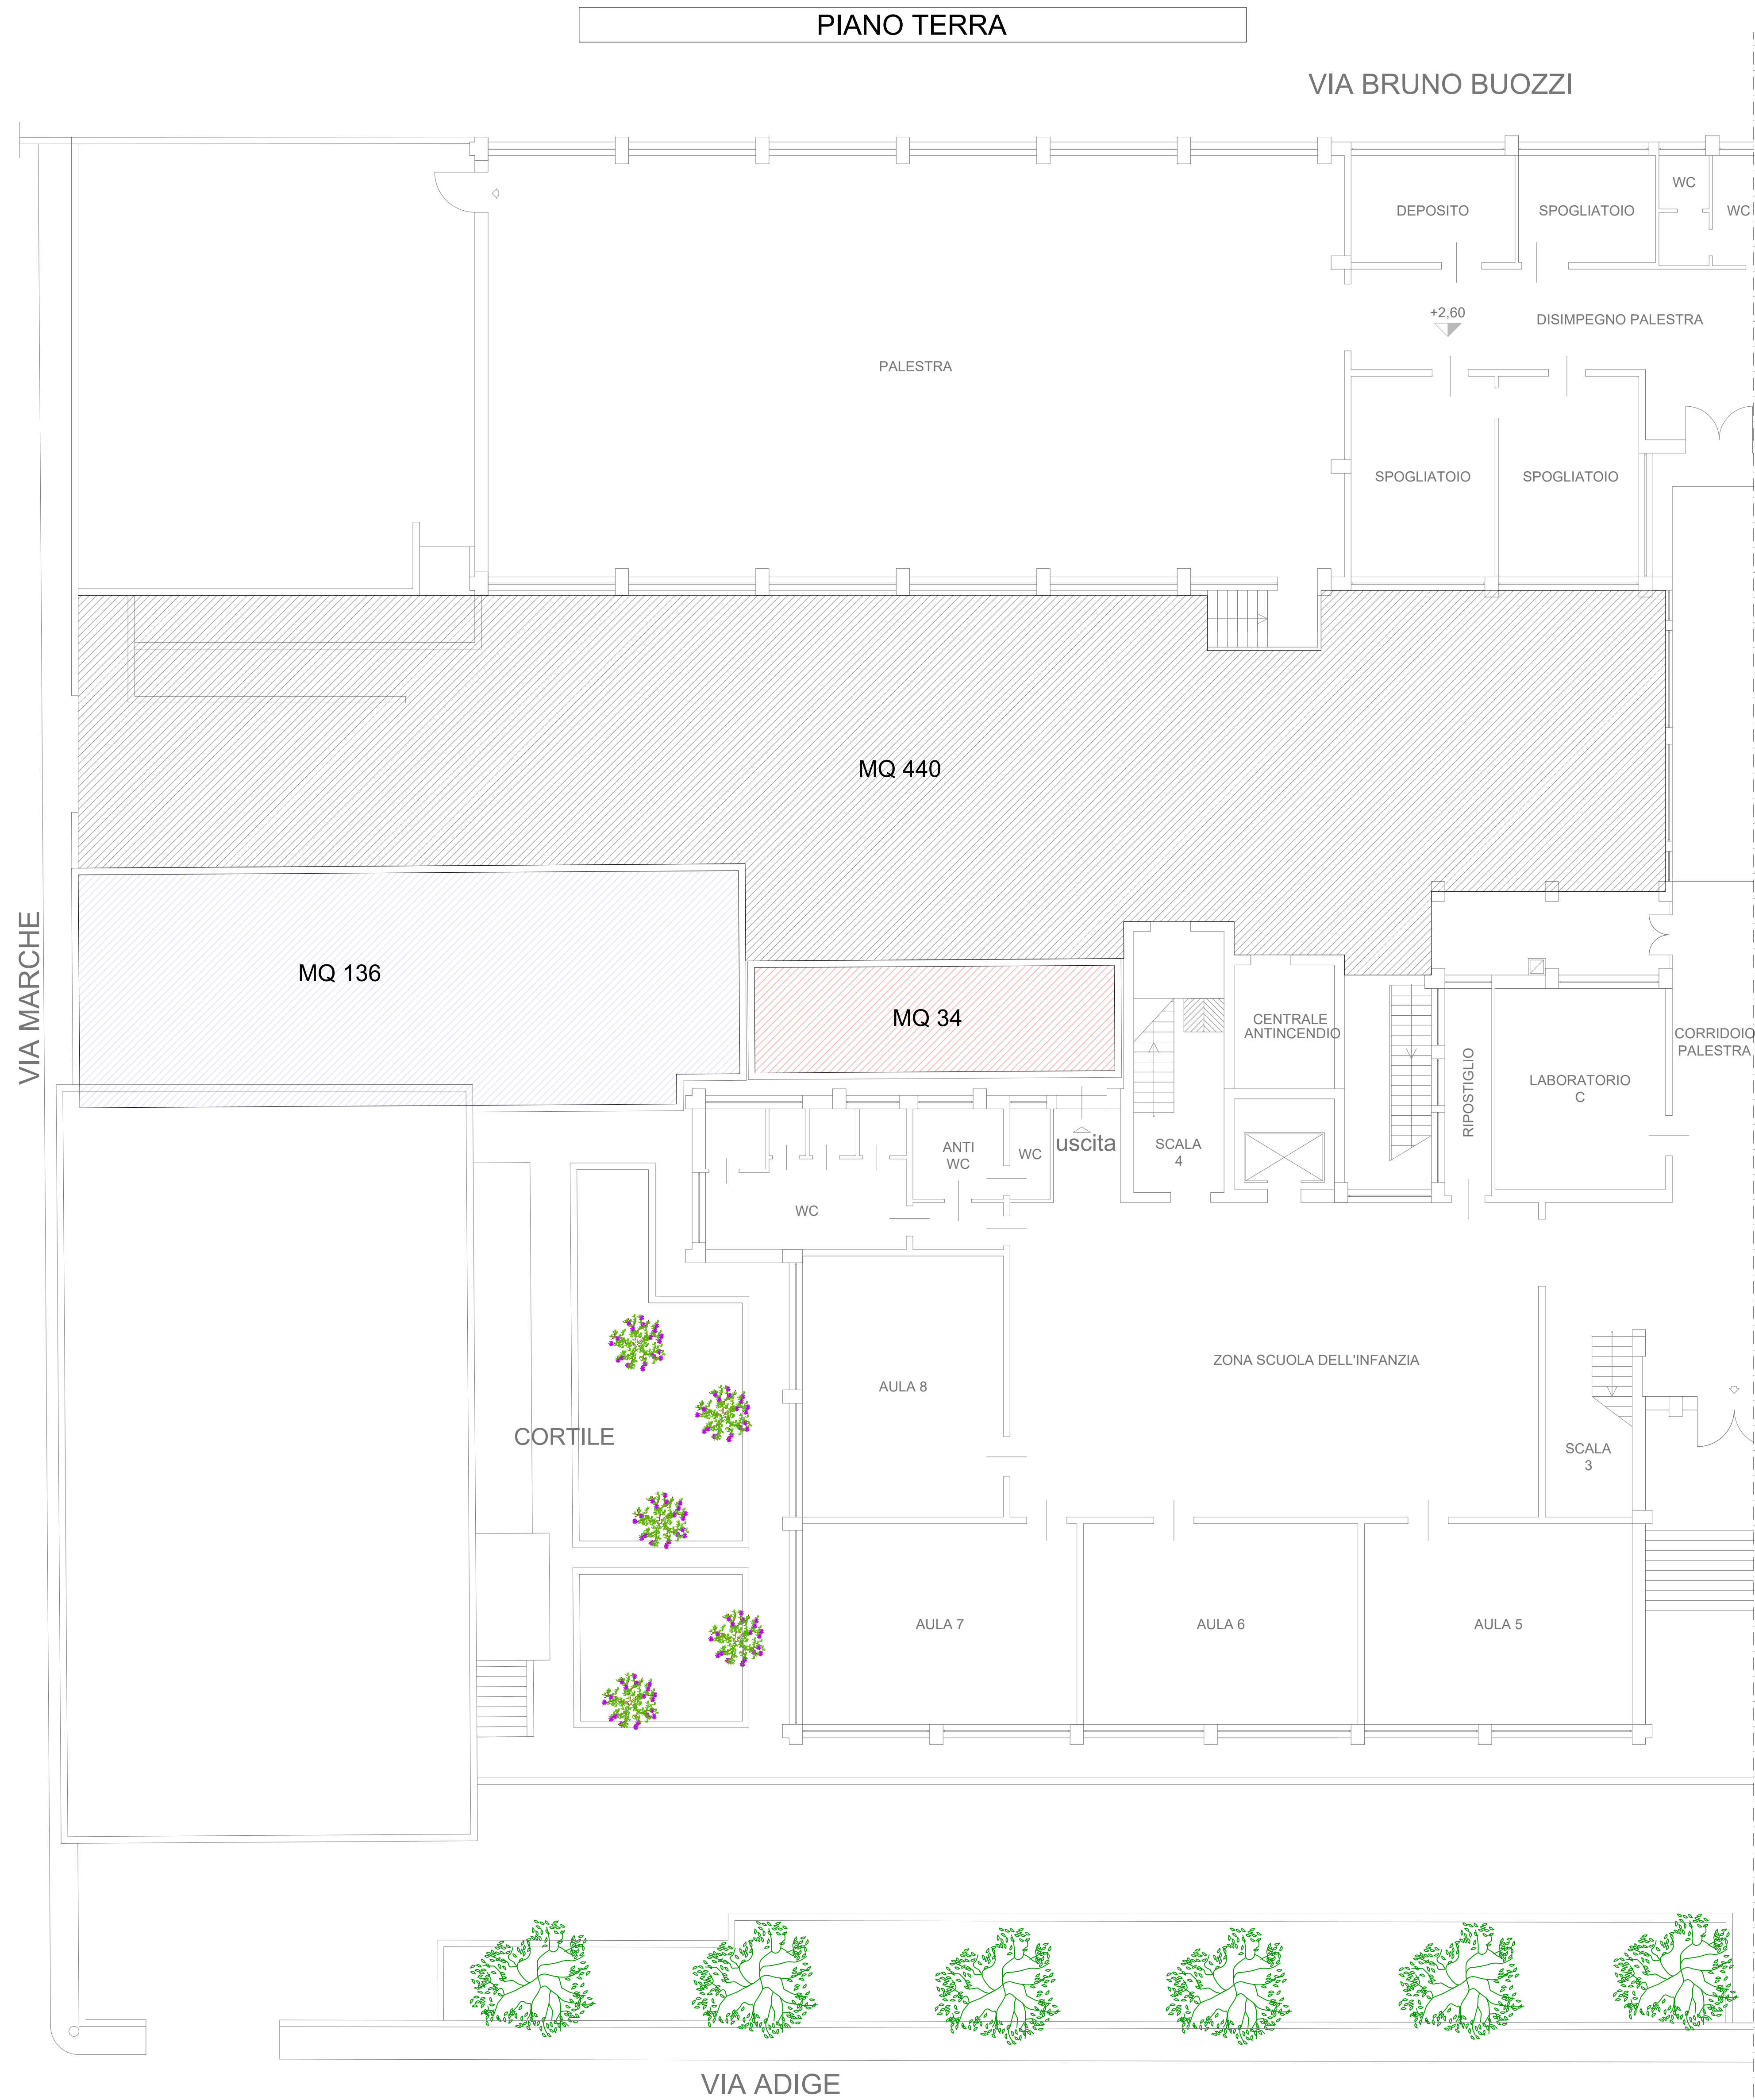 PIANO TERRA
VIA BRUNO BUOZZI
WC
DEPOSITO
SPOGLIATOIO
WC
+2,60
DISIMPEGNO PALESTRA
PALESTRA
SPOGLIATOIO
SPOGLIATOIO
MQ 440
VIA MARCHE
MQ 136
MQ 34
CENTRALE
ANTINCENDIO
CORRIDOIO
PALESTRA
RIPOSTIGLIO
LABORATORIO
C
uscita
ANTI
WC
WC
SCALA
4
WC
ZONA SCUOLA DELL'INFANZIA
AULA 8
CORTILE
SCALA
3
AULA 7
AULA 6
AULA 5
VIA ADIGE